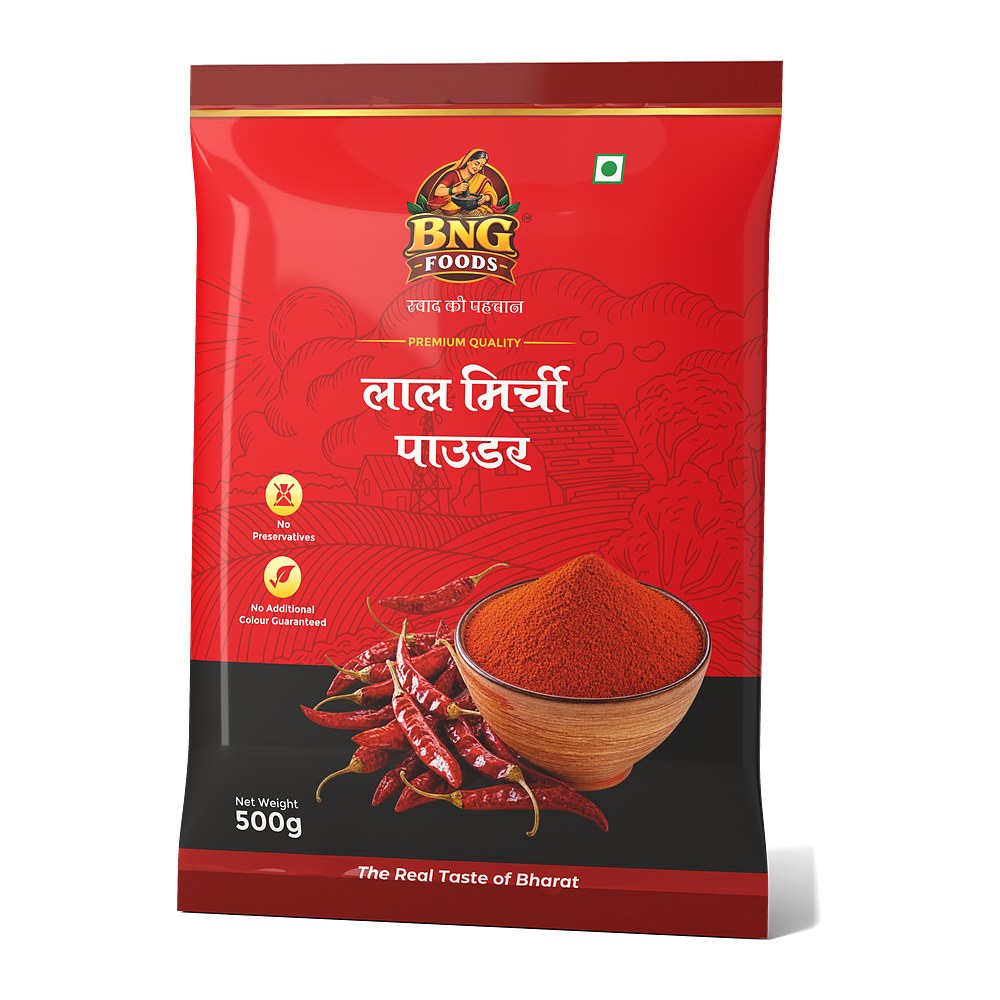 BNG
FOODS
स्वाद की पहचान
PREMIUM QUALITY
लाल मिर्ची
पाउडर
No
Preservatives
No Additional
Colour Guaranteed
Net Weight
500g
The Real Taste of Bharat